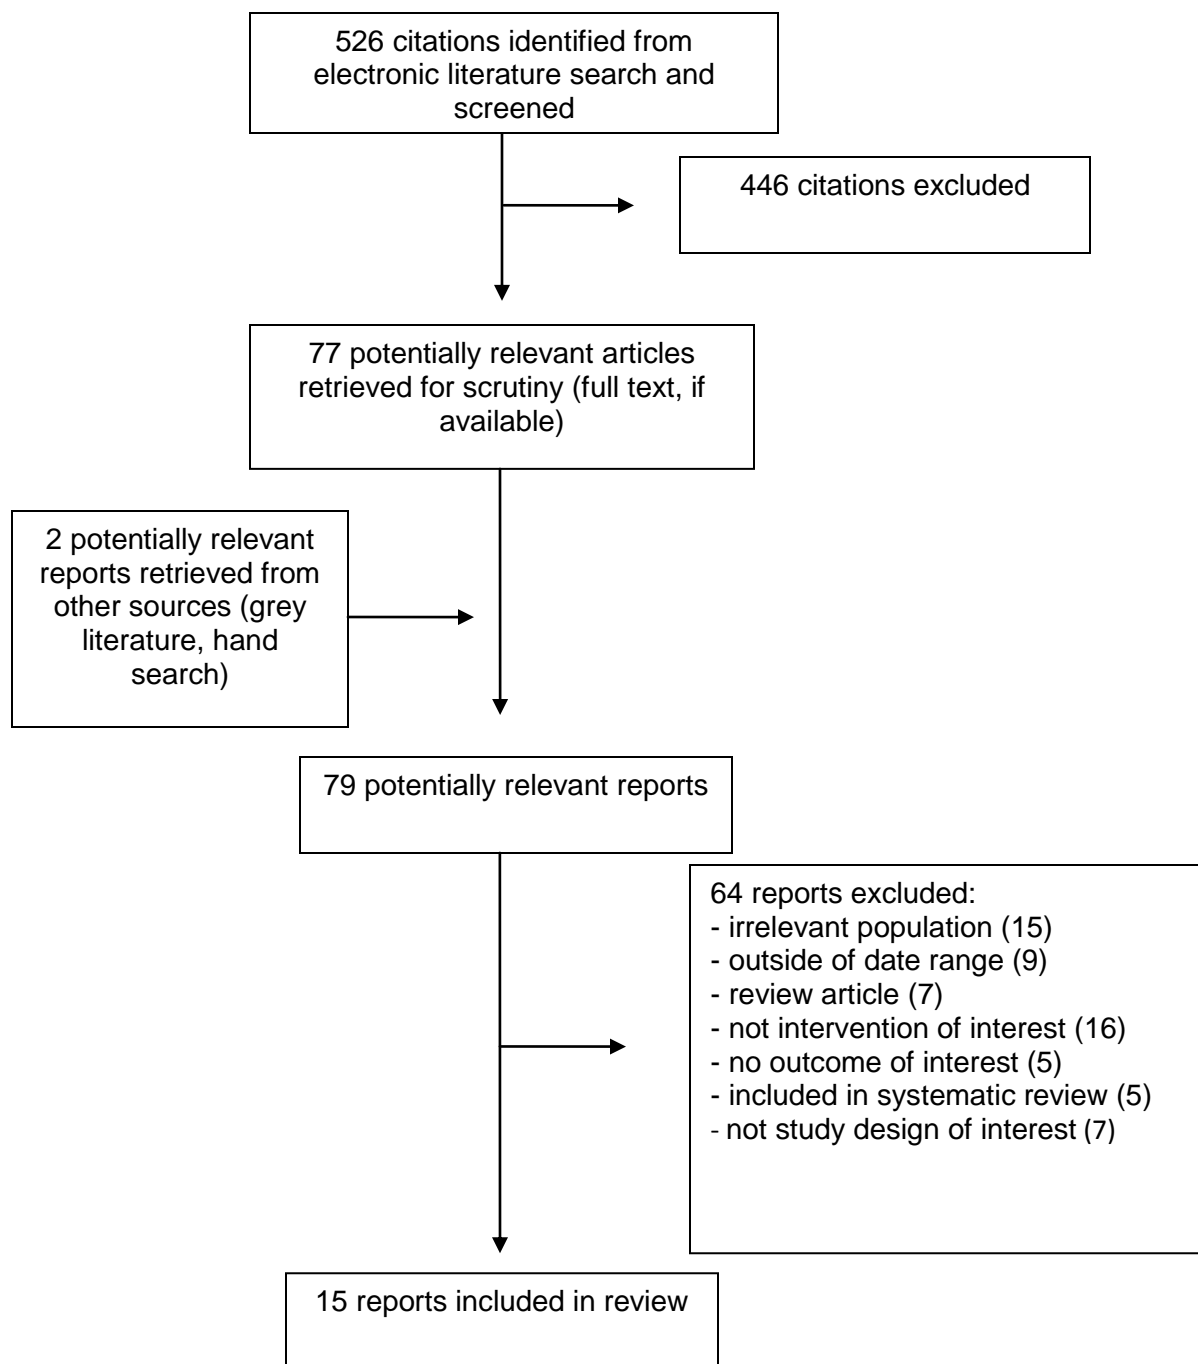 526 citations identified from
electronic literature search and
screened
446 citations excluded
77 potentially relevant articles
retrieved for scrutiny (full text, if
available)
2 potentially relevant
reports retrieved from
other sources (grey
literature, hand
search)
79 potentially relevant reports
64 reports excluded:
- irrelevant population (15)
- outside of date range (9)
- review article (7)
- not intervention of interest (16)
- no outcome of interest (5)
- included in systematic review (5)
- not study design of interest (7)
15 reports included in review